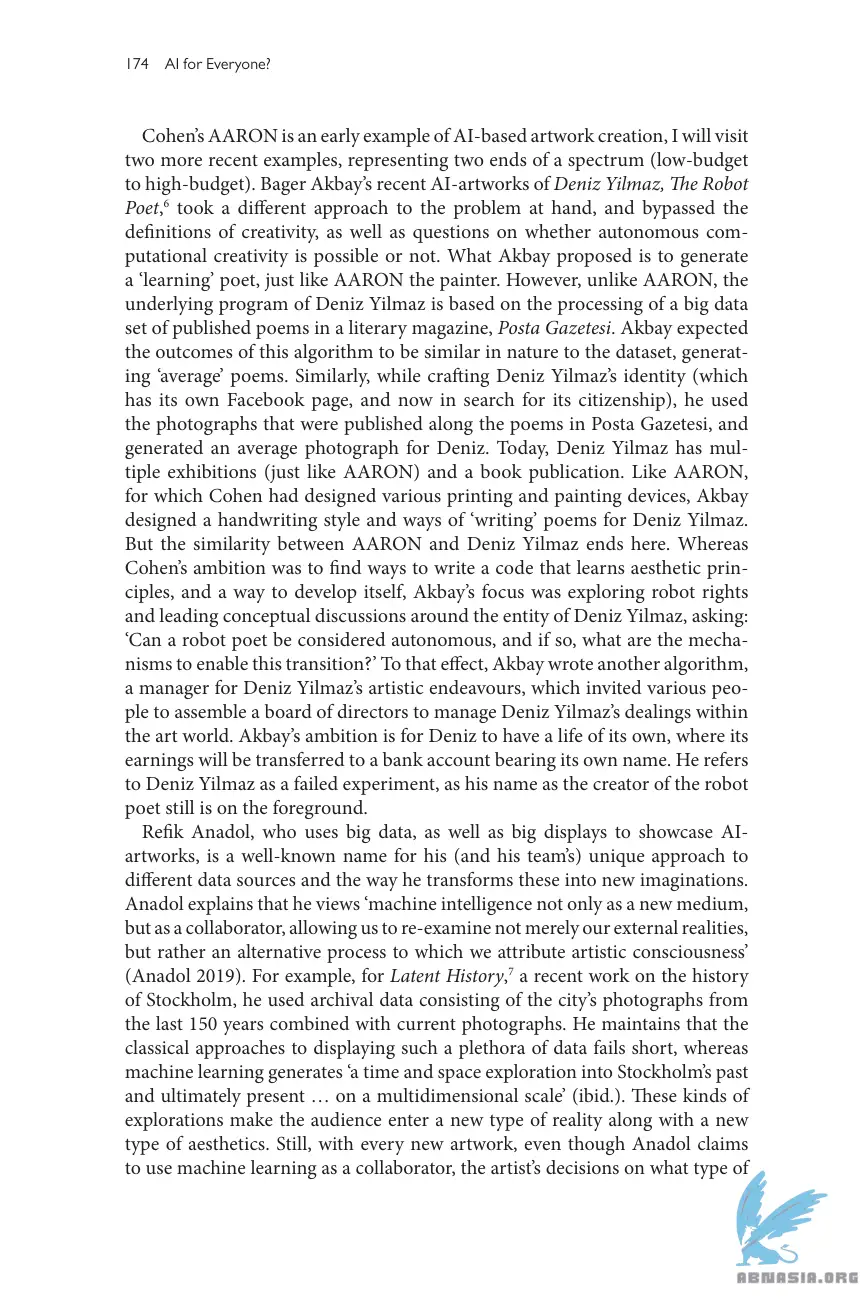 174 AI for Everyone?
Cohen’s AARON is an early example of AI-based artwork creation, I will visit
two more recent examples, representing two ends of a spectrum (low-budget
to high-budget). Bager Akbay’s recent AI-artworks of Deniz Yilmaz, The Robot
Poet,6 took a different approach to the problem at hand, and bypassed the
definitions of creativity, as well as questions on whether autonomous com-
putational creativity is possible or not. What Akbay proposed is to generate
a ‘learning’ poet, just like AARON the painter. However, unlike AARON, the
underlying program of Deniz Yilmaz is based on the processing of a big data
set of published poems in a literary magazine, Posta Gazetesi. Akbay expected
the outcomes of this algorithm to be similar in nature to the dataset, generat-
ing ‘average’ poems. Similarly, while crafting Deniz Yilmaz’s identity (which
has its own Facebook page, and now in search for its citizenship), he used
the photographs that were published along the poems in Posta Gazetesi, and
generated an average photograph for Deniz. Today, Deniz Yilmaz has mul-
tiple exhibitions (just like AARON) and a book publication. Like AARON,
for which Cohen had designed various printing and painting devices, Akbay
designed a handwriting style and ways of ‘writing’ poems for Deniz Yilmaz.
But the similarity between AARON and Deniz Yilmaz ends here. Whereas
Cohen’s ambition was to find ways to write a code that learns aesthetic prin-
ciples, and a way to develop itself, Akbay’s focus was exploring robot rights
and leading conceptual discussions around the entity of Deniz Yilmaz, asking:
‘Can a robot poet be considered autonomous, and if so, what are the mecha-
nisms to enable this transition?’ To that effect, Akbay wrote another algorithm,
a manager for Deniz Yilmaz’s artistic endeavours, which invited various peo-
ple to assemble a board of directors to manage Deniz Yilmaz’s dealings within
the art world. Akbay’s ambition is for Deniz to have a life of its own, where its
earnings will be transferred to a bank account bearing its own name. He refers
to Deniz Yilmaz as a failed experiment, as his name as the creator of the robot
poet still is on the foreground.
Refik Anadol, who uses big data, as well as big displays to showcase AI-
artworks, is a well-known name for his (and his team’s) unique approach to
different data sources and the way he transforms these into new imaginations.
Anadol explains that he views ‘machine intelligence not only as a new medium,
but as a collaborator, allowing us to re-examine not merely our external realities,
but rather an alternative process to which we attribute artistic consciousness’
(Anadol 2019). For example, for Latent History,7 a recent work on the history
of Stockholm, he used archival data consisting of the city’s photographs from
the last 150 years combined with current photographs. He maintains that the
classical approaches to displaying such a plethora of data fails short, whereas
machine learning generates ‘a time and space exploration into Stockholm’s past
and ultimately present … on a multidimensional scale’ (ibid.). These kinds of
explorations make the audience enter a new type of reality along with a new
type of aesthetics. Still, with every new artwork, even though Anadol claims
to use machine learning as a collaborator, the artist’s decisions on what type of
ABNASIA.ORG